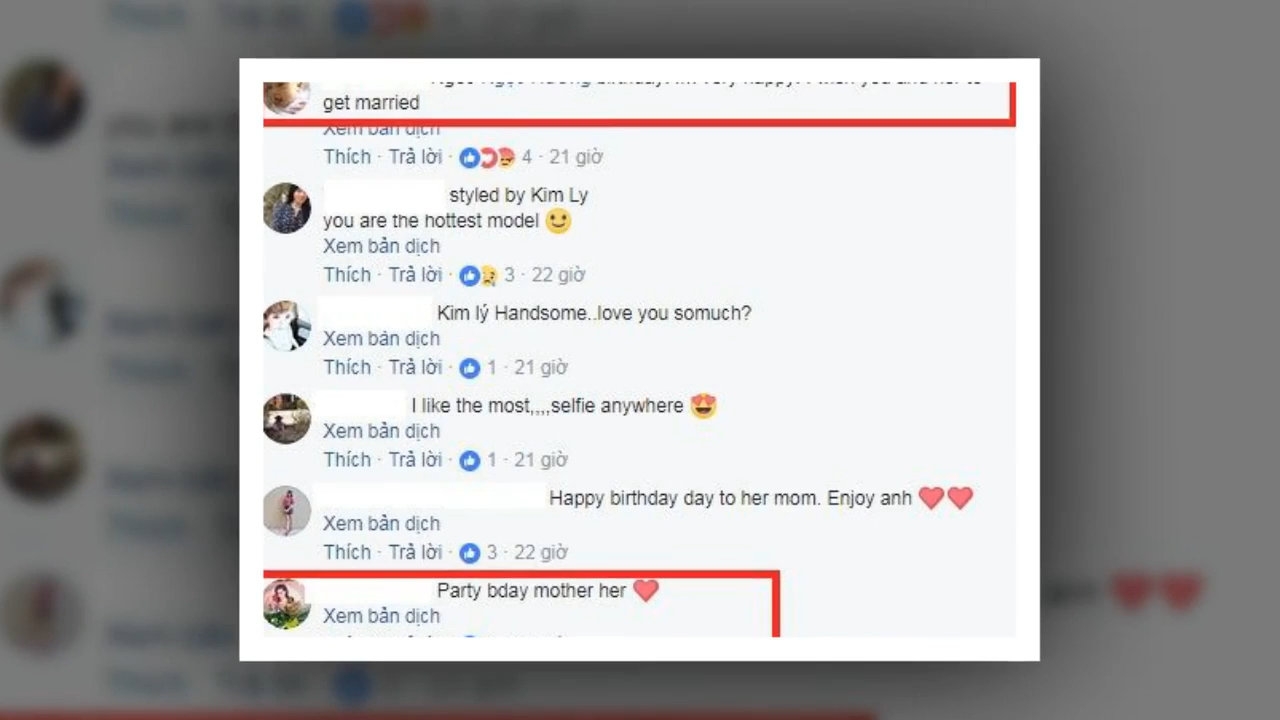 get married
Xem bản dịch
Thích · Trả lời · 4 · 21 giờ
styled by Kim Ly
you are the hottest model
Xem bản dịch
Thích · Trả lời · 3 · 22 giờ
Kim lý Handsome..love you somuch?
Xem bản dịch
Thích · Trả lời · 1 · 21 giờ
I like the most,,,,selfie anywhere
Xem bản dịch
Thích · Trả lời · 1 · 21 giờ
Happy birthday day to her mom. Enjoy anh
Xem bản dịch
Thích · Trả lời · 3 · 22 giờ
Party bday mother her
Xem bản dịch